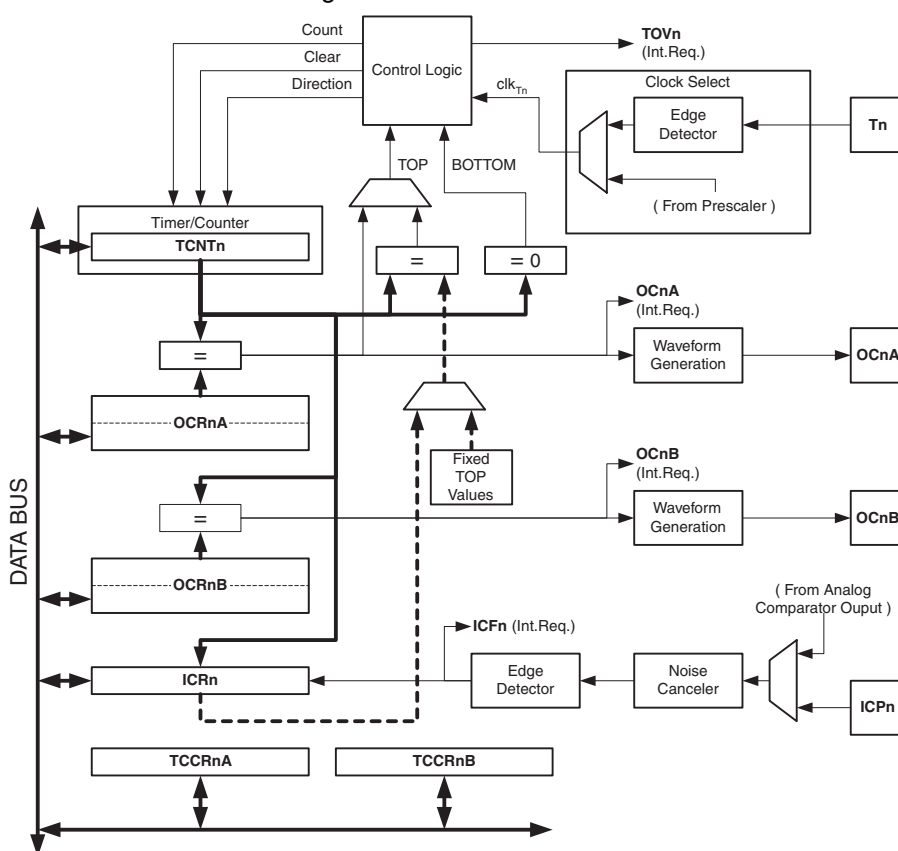 Count
Clear
Direction
Control Logic
TOVn
(Int.Req.)
clkTn
Clock Select
Edge
Detector
Tn
( From Prescaler )
TOP
BOTTOM
Timer/Counter
TCNTn
=
= 0
=
OCRnA
OCnA
(Int.Req.)
Waveform
Generation
OCnA
Fixed
TOP
Values
=
OCRnB
OCnB
(Int.Req.)
Waveform
Generation
OCnB
DATA BUS
( From Analog
Comparator Ouput )
ICFn (Int.Req.)
ICRn
Edge
Detector
Noise
Canceler
ICPn
TCCRnA
TCCRnB